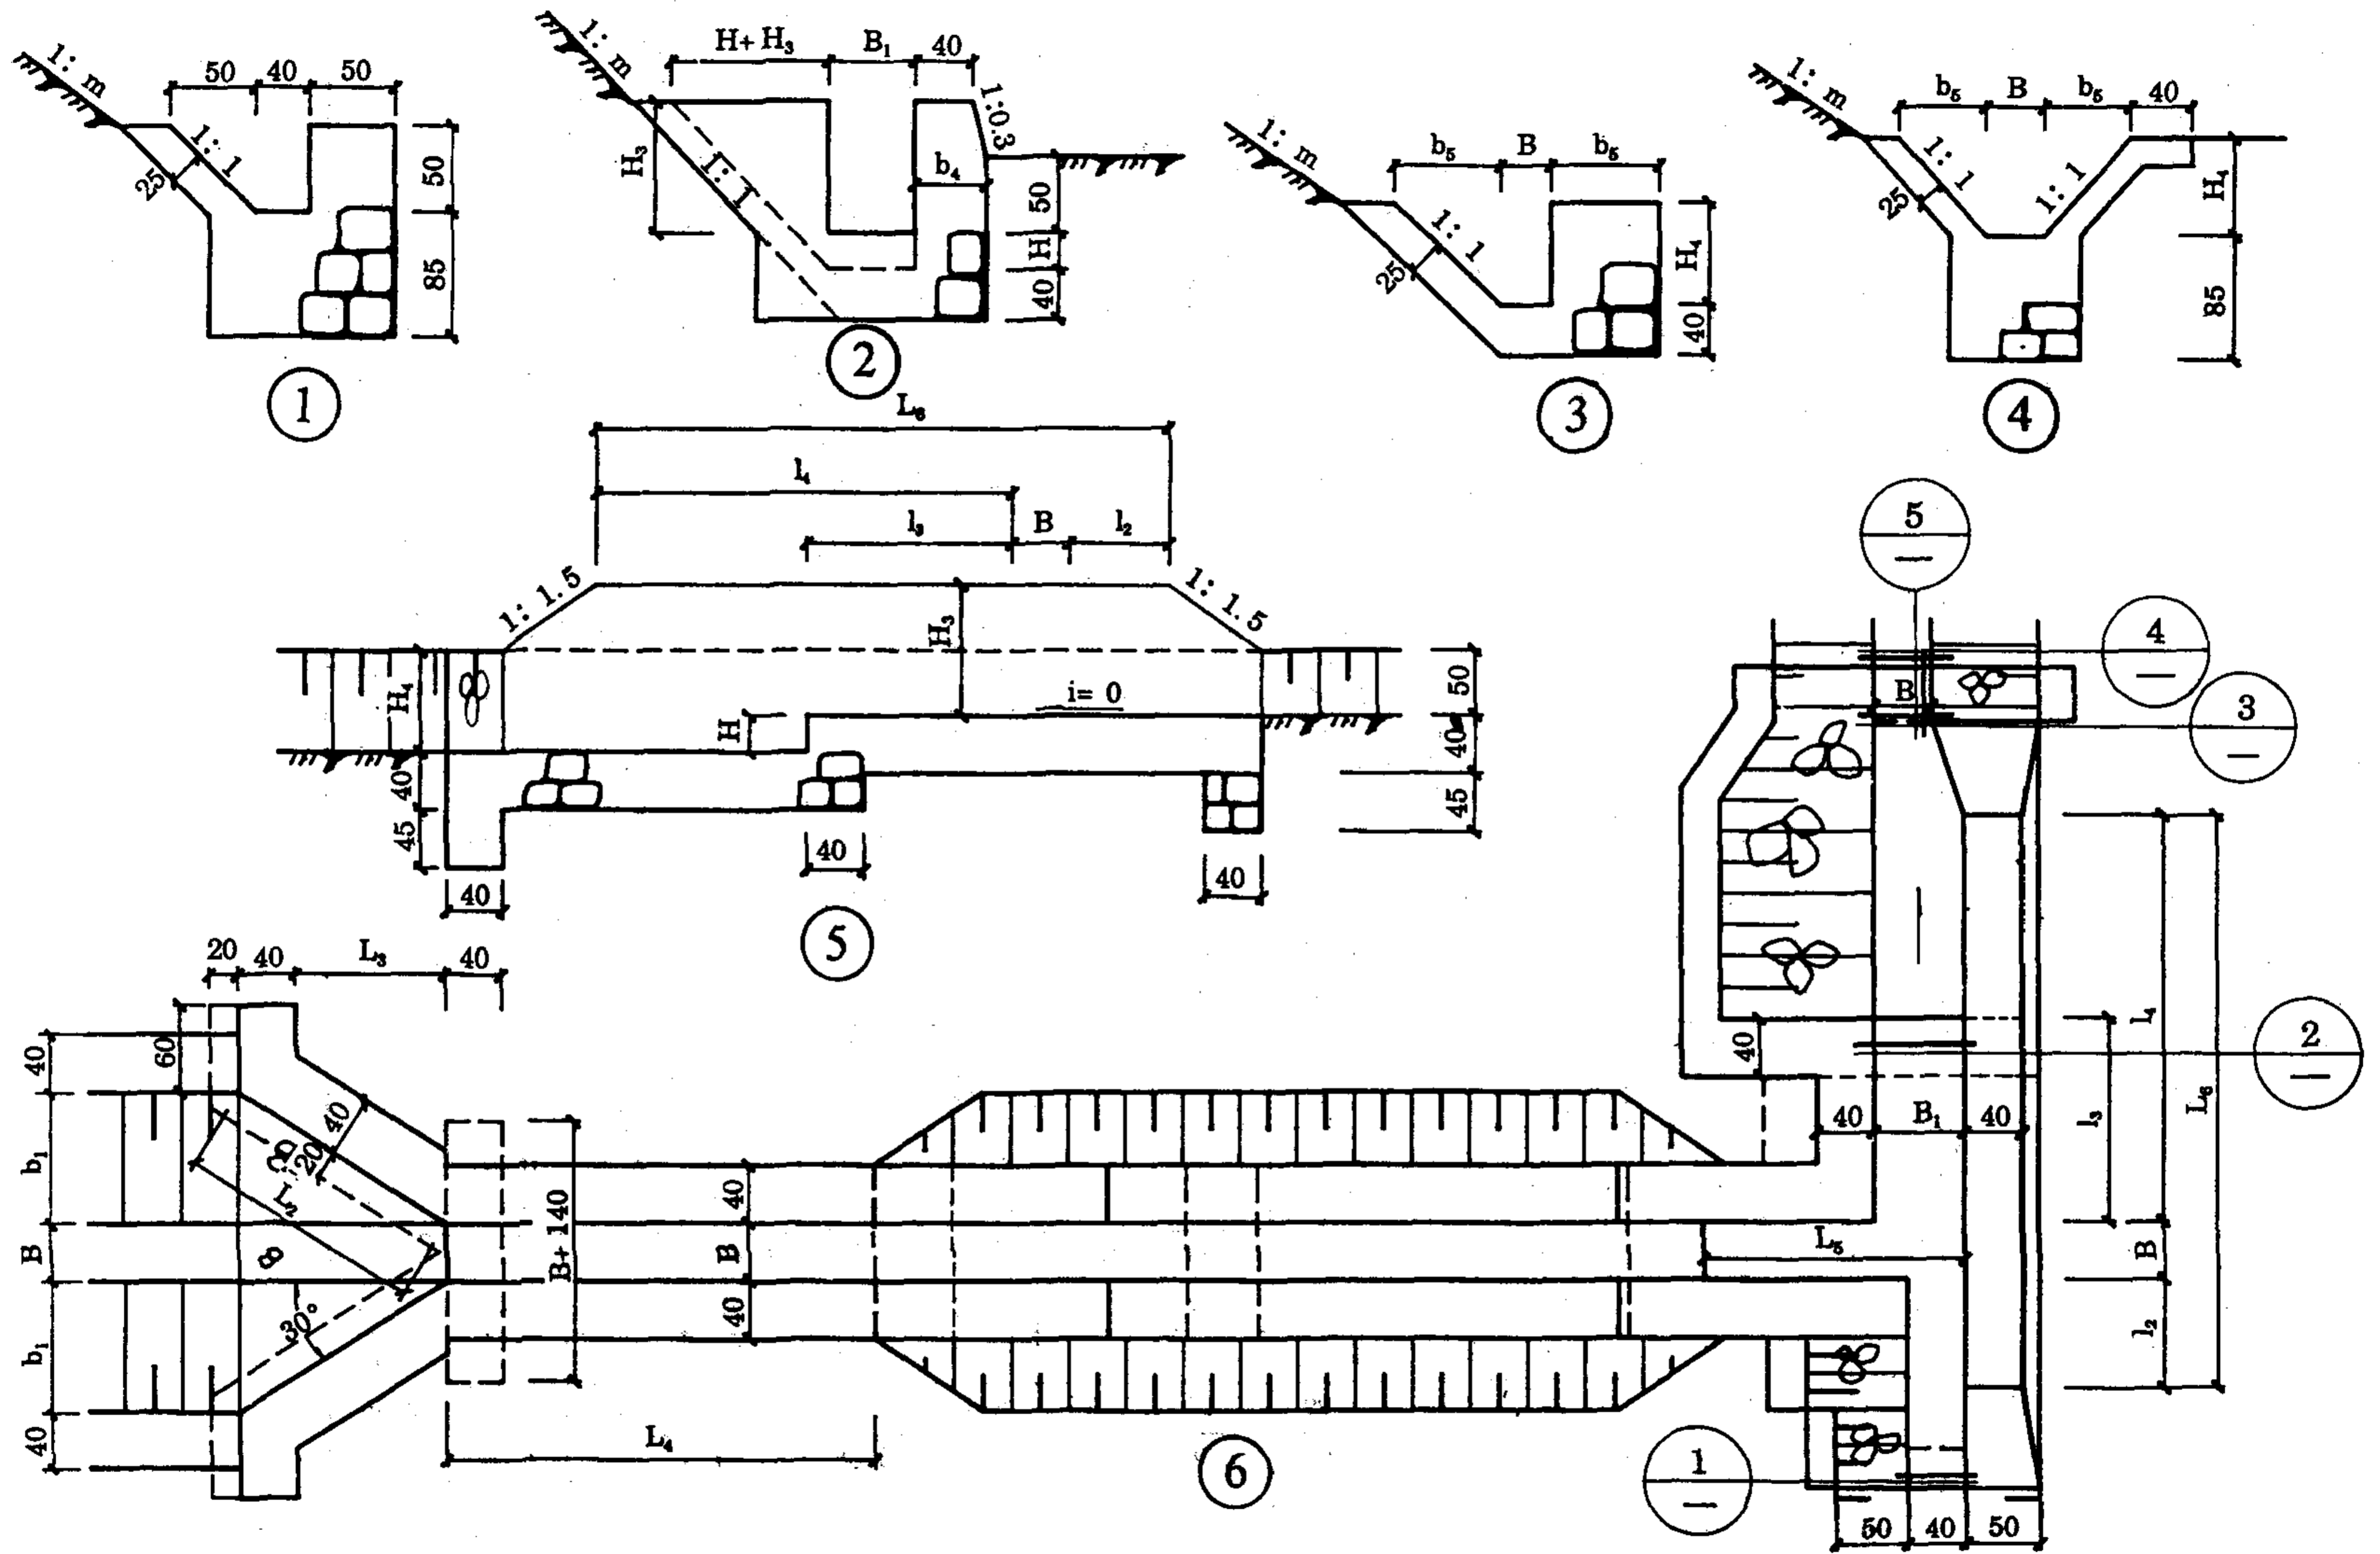 1: m
50 40 50
1: 1
25
50
85
1
1: m
H+ H₃ B₁ 40
1:0.3
H₃
1: 1
b₄
50
H
40
2
1: m
b₅ B b₅
1: 1
25
H₄
40
3
1: m
b₅ B b₅ 40
1: 1
1: 1
25
H₄
85
4
L₆
l₄
l₃ B l₂
1: 1.5
1: 1.5
H₃
H₄
H
i= 0
50
40
45
40
45
40
40
40
5
20 40 L₃ 40
40
60
b₁
B
b₁
40
40
20
30°
B+ 140
40
B
40
L₄
6
L₅
5
4
3
2
1
B
40
40 B₁ 40
l₄
l₃
L₆
B
l₂
50 40 50